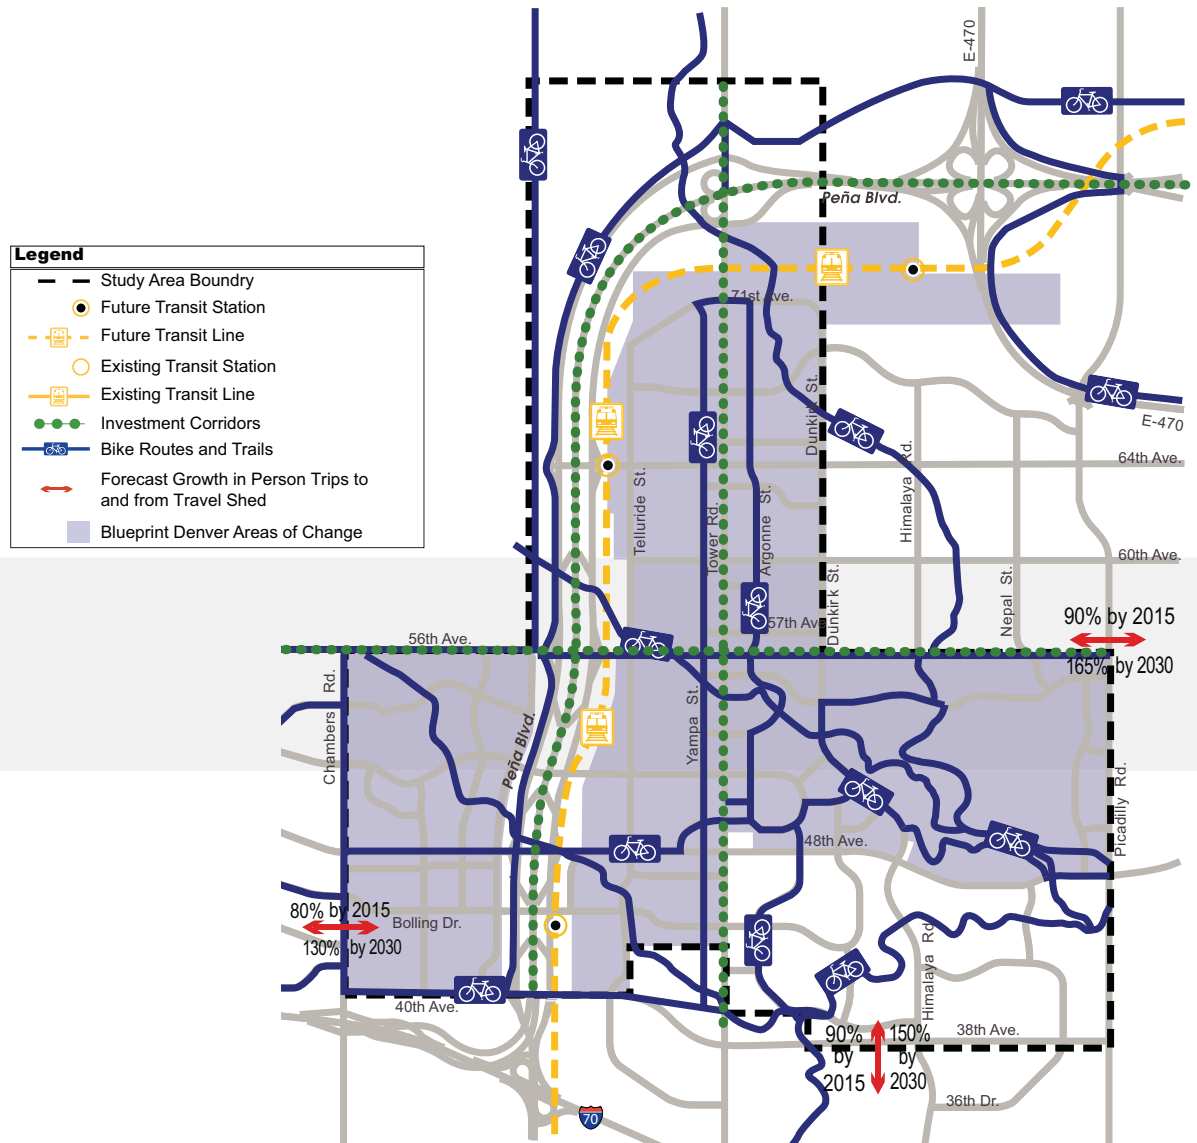 E-470
Peña Blvd.
Legend
Study Area Boundry
Future Transit Station
Future Transit Line
Existing Transit Station
Existing Transit Line
Investment Corridors
Bike Routes and Trails
Forecast Growth in Person Trips to
and from Travel Shed
Blueprint Denver Areas of Change
71st Ave.
Dunkirk St.
E-470
Himalaya Rd.
64th Ave.
Telluride St.
Tower Rd.
Argonne St.
60th Ave.
Dunkirk St.
Nepal St.
57th Ave
90% by 2015
165% by 2030
56th Ave.
Chambers Rd.
Peña Blvd.
Yampa St.
Picadilly Rd.
48th Ave.
80% by 2015
130% by 2030
Bolling Dr.
Himalaya Rd.
40th Ave.
38th Ave.
90%
by
2015
150%
by
2030
36th Dr.
70